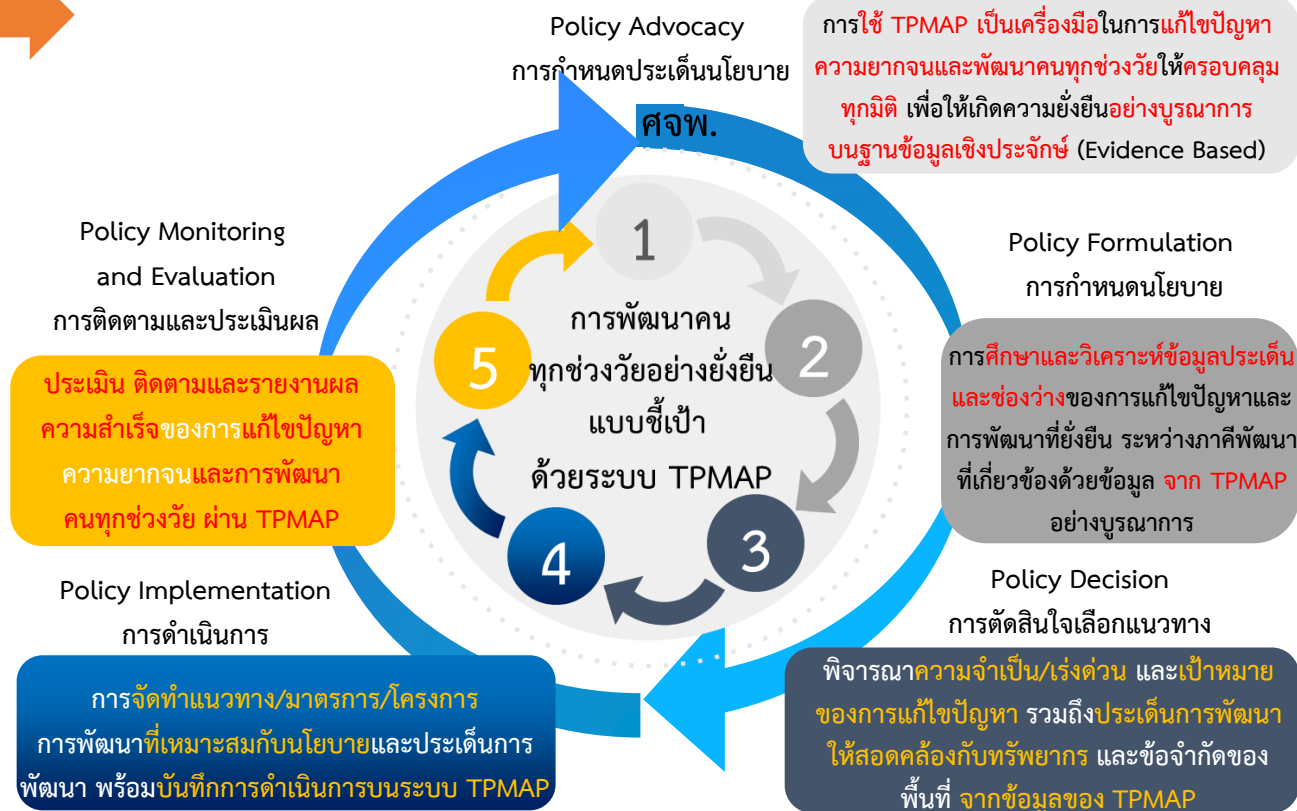 Policy Advocacy
การกำหนดประเด็นนโยบาย
การใช้ TPMAP เป็นเครื่องมือในการแก้ไขปัญหา
ความยากจนและพัฒนาคนทุกช่วงวัยให้ครอบคลุม
ทุกมิติ เพื่อให้เกิดความยั่งยืนอย่างบูรณาการ
บนฐานข้อมูลเชิงประจักษ์ (Evidence Based)
ศจพ.
Policy Formulation
การกำหนดนโยบาย
การศึกษาและวิเคราะห์ข้อมูลประเด็น
และช่องว่างของการแก้ไขปัญหาและ
การพัฒนาที่ยั่งยืน ระหว่างภาคีพัฒนา
ที่เกี่ยวข้องด้วยข้อมูล จาก TPMAP
อย่างบูรณาการ
Policy Decision
การตัดสินใจเลือกแนวทาง
พิจารณาความจำเป็น/เร่งด่วน และเป้าหมาย
ของการแก้ไขปัญหา รวมถึงประเด็นการพัฒนา
ให้สอดคล้องกับทรัพยากร และข้อจำกัดของ
พื้นที่ จากข้อมูลของ TPMAP
Policy Implementation
การดำเนินการ
การจัดทำแนวทาง/มาตรการ/โครงการ
การพัฒนาที่เหมาะสมกับนโยบายและประเด็นการ
พัฒนา พร้อมบันทึกการดำเนินการบนระบบ TPMAP
Policy Monitoring
and Evaluation
การติดตามและประเมินผล
ประเมิน ติดตามและรายงานผล
ความสำเร็จของการแก้ไขปัญหา
ความยากจนและการพัฒนา
คนทุกช่วงวัย ผ่าน TPMAP
1
2
3
4
5
การพัฒนาคน
ทุกช่วงวัยอย่างยั่งยืน
แบบชี้เป้า
ด้วยระบบ TPMAP